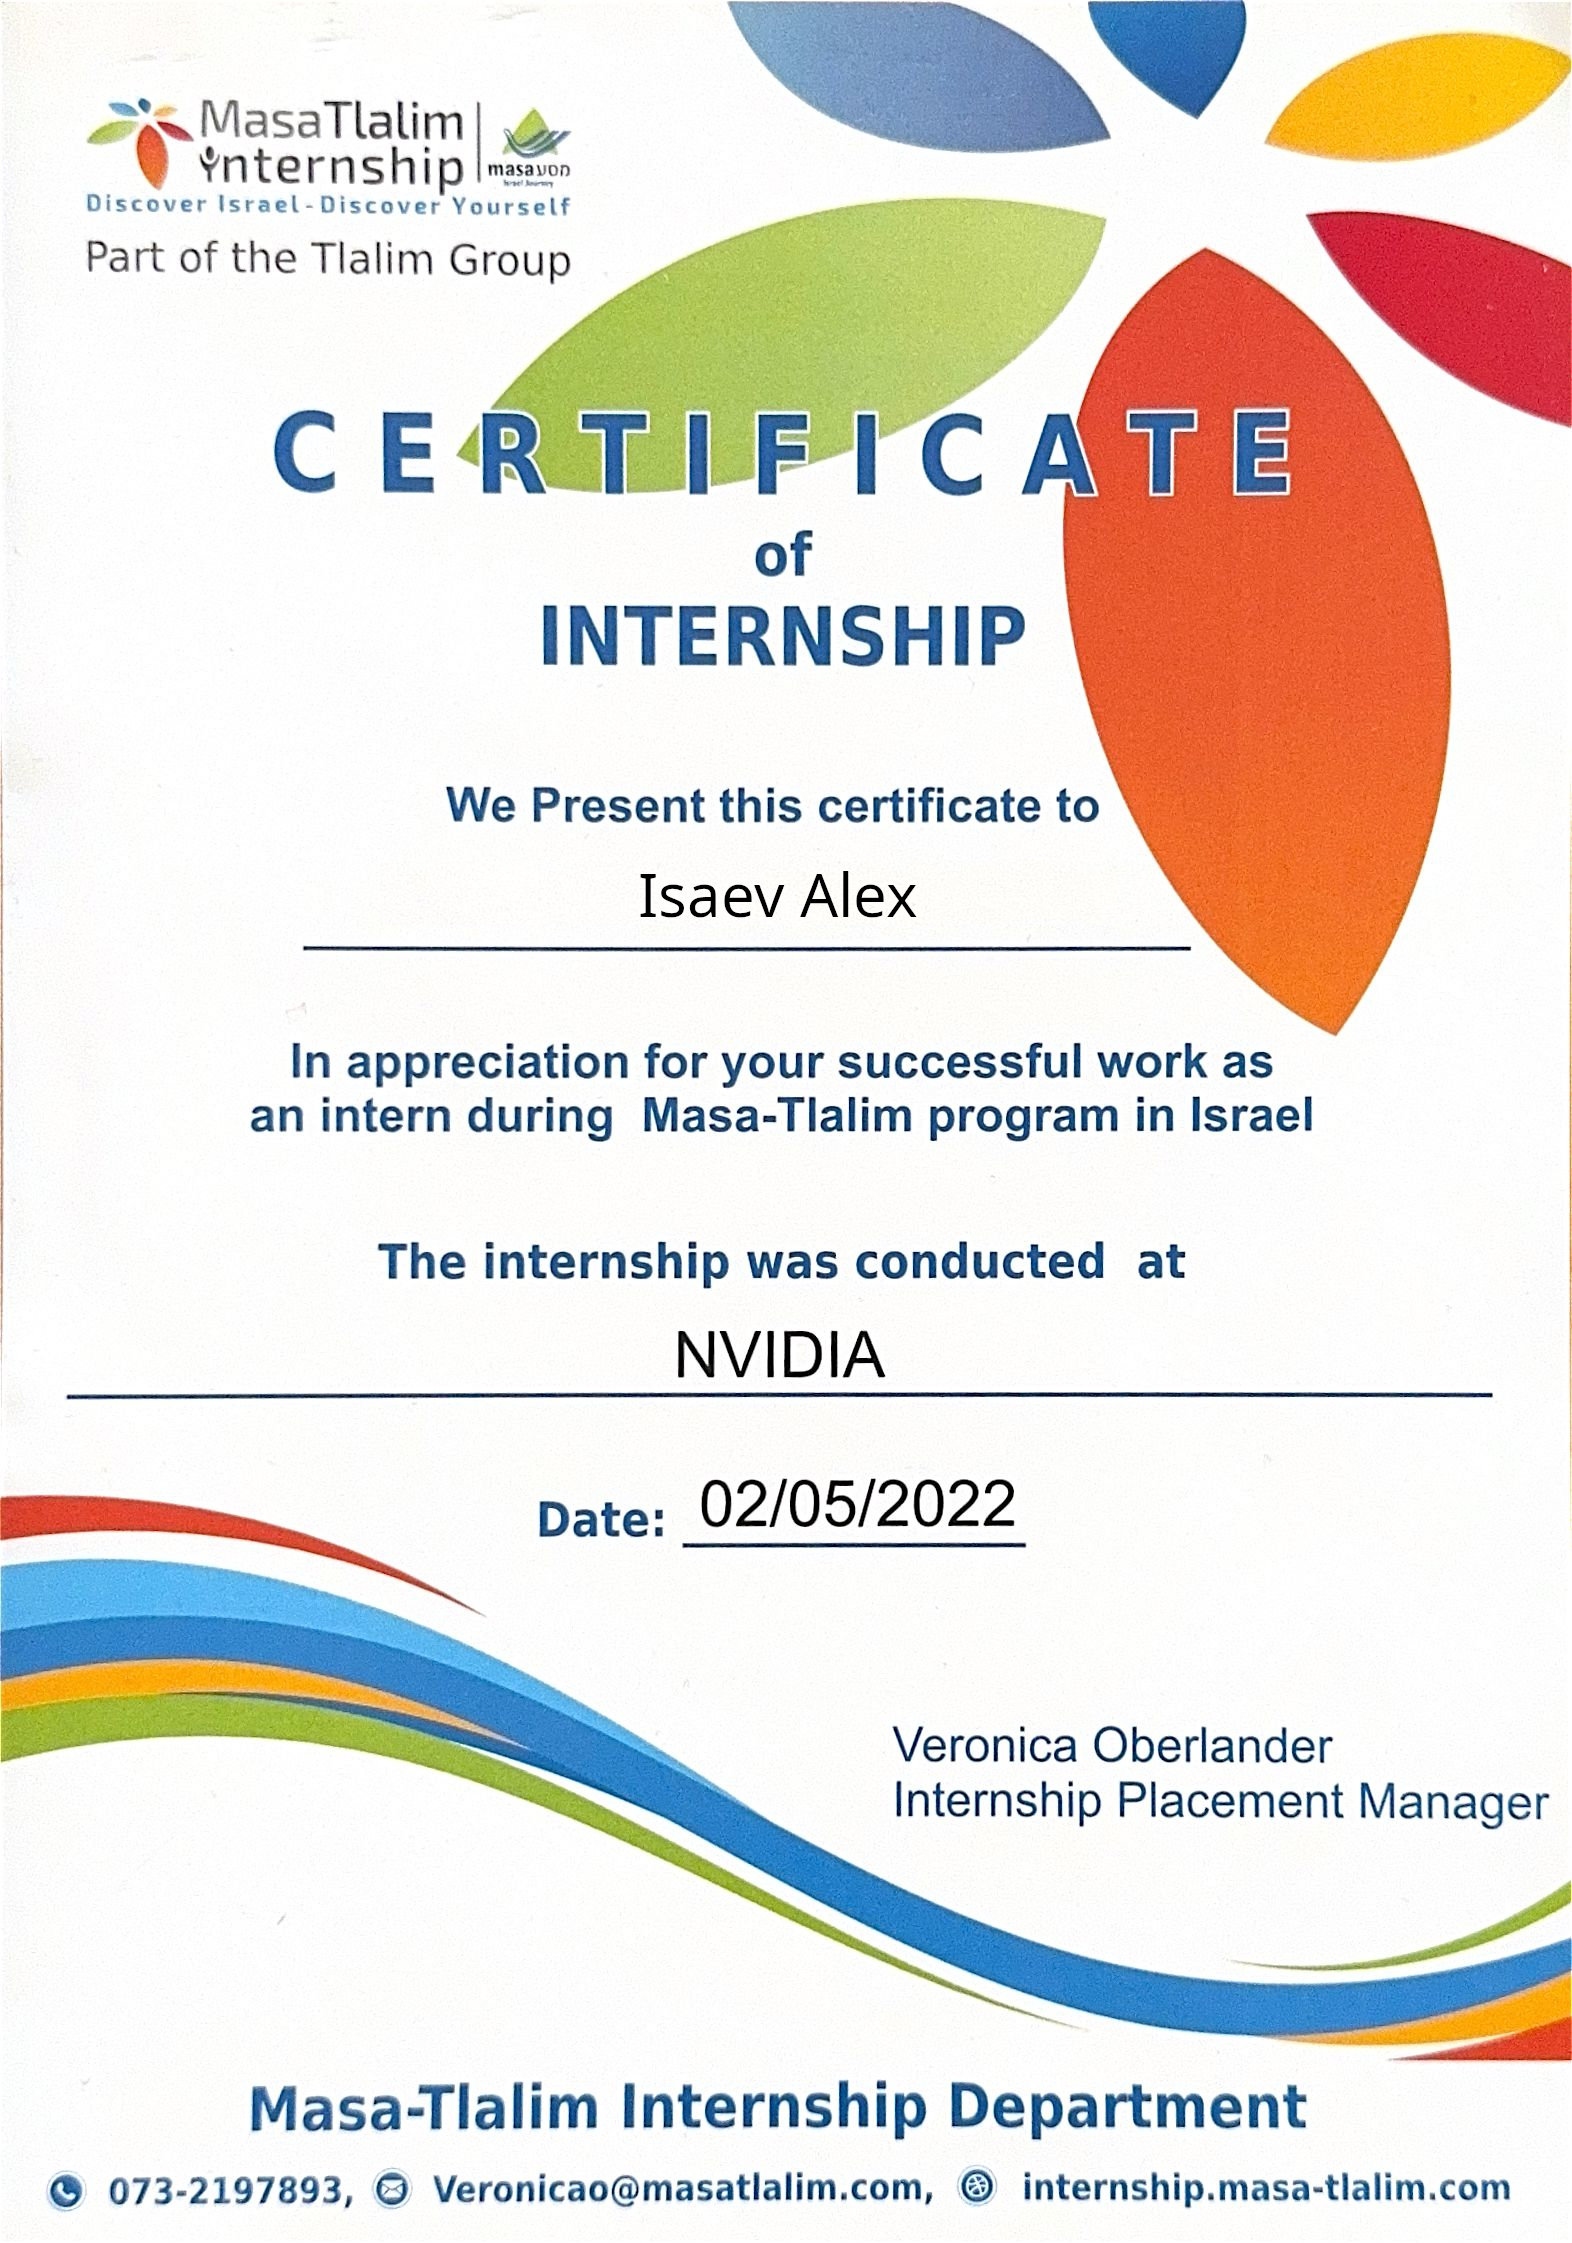 MasaTlalim
internship
masa
Israel Journey
Discover Israel - Discover Yourself
Part of the Tlalim Group
CERTIFICATE
of
INTERNSHIP
We Present this certificate to
Isaev Alex
In appreciation for your successful work as
an intern during Masa-Tlalim program in Israel
The internship was conducted at
NVIDIA
Date: 02/05/2022
Veronica Oberlander
Internship Placement Manager
Masa-Tlalim Internship Department
073-2197893, Veronicao@masatlalim.com, internship.masa-tlalim.com